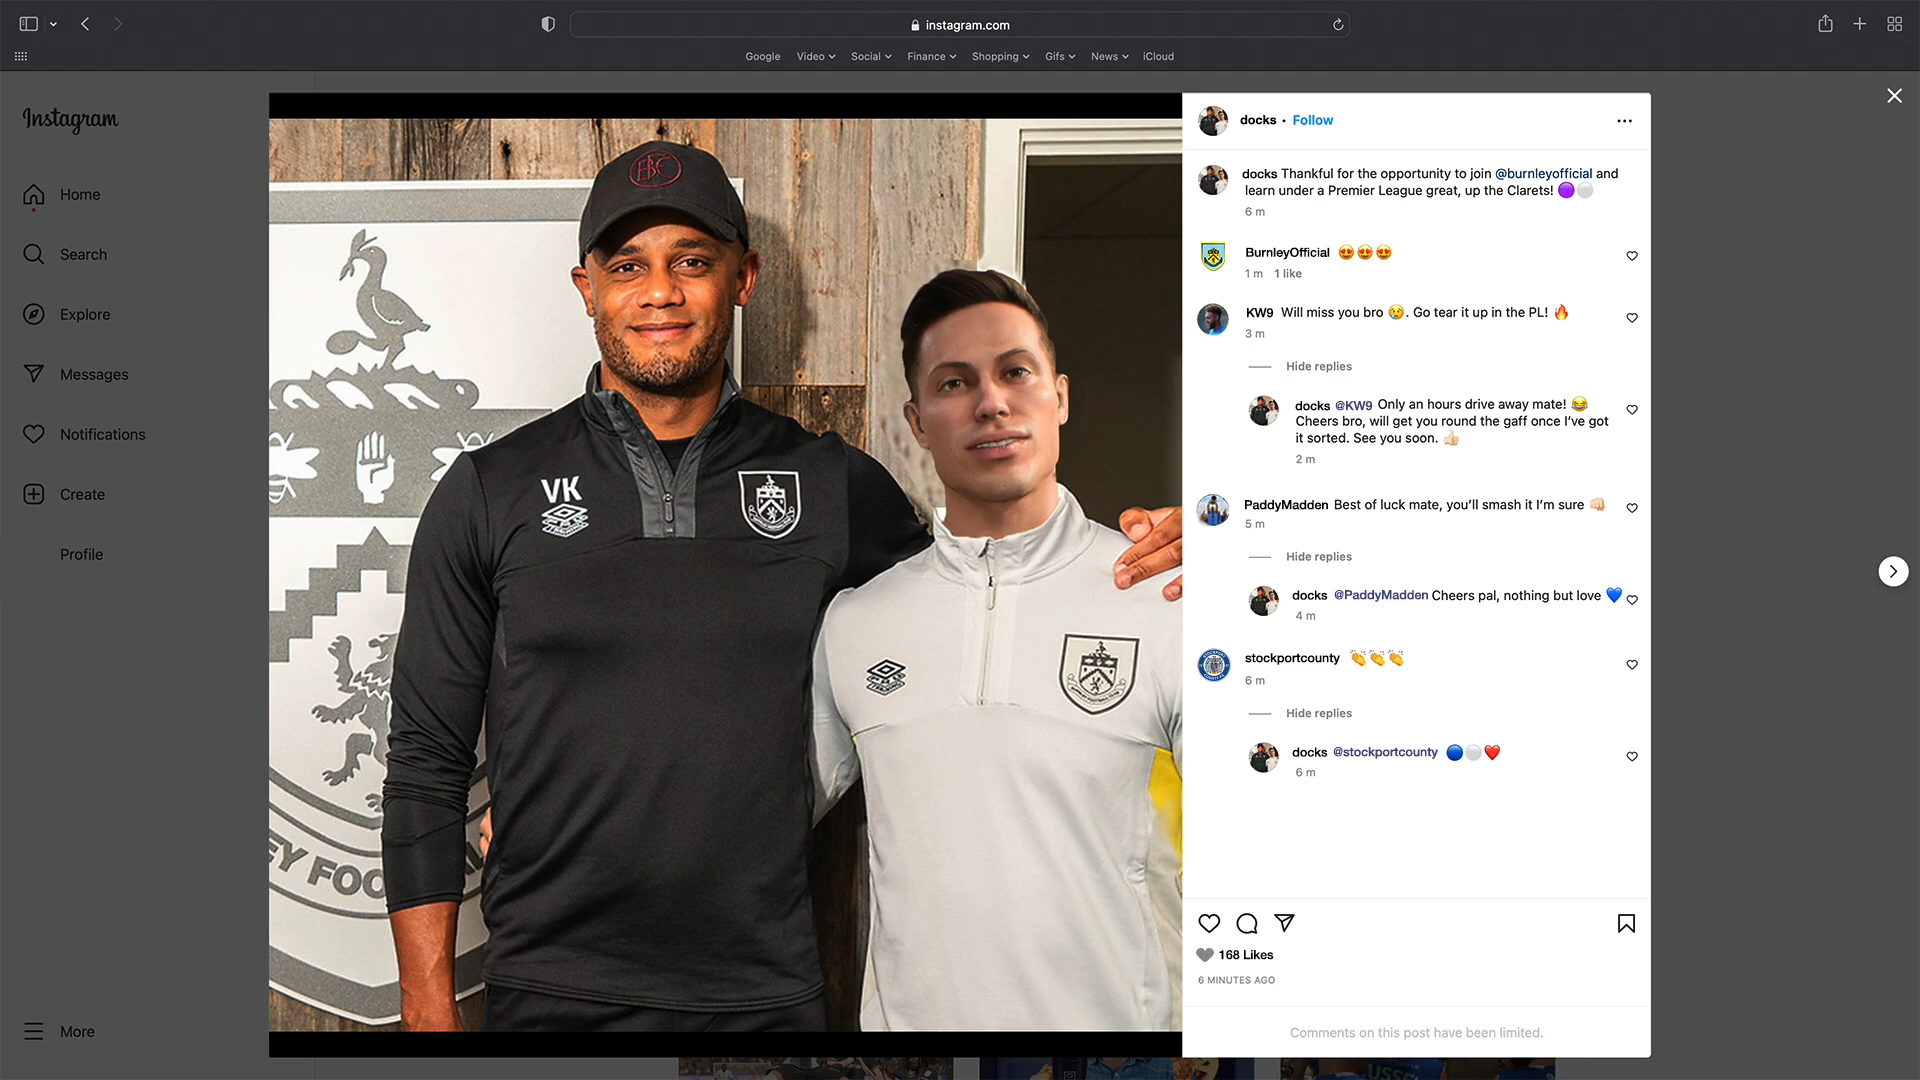 instagram.com
Google Video Social Finance Shopping Gifs News iCloud
Instagram
Home
Search
Explore
Messages
Notifications
Create
Profile
More
EY FOO
VK
UMBRO
docks • Follow
docks Thankful for the opportunity to join @burnleyofficial and
learn under a Premier League great, up the Clarets! 🟣⚪
6 m
BurnleyOfficial 😍😍😍
1 m 1 like
KW9 Will miss you bro 😢. Go tear it up in the PL! 🔥
3 m
Hide replies
docks @KW9 Only an hours drive away mate! 😂
Cheers bro, will get you round the gaff once I’ve got
it sorted. See you soon. 👍🏻
2 m
PaddyMadden Best of luck mate, you’ll smash it I’m sure 👊🏻
5 m
Hide replies
docks @PaddyMadden Cheers pal, nothing but love 💙
4 m
stockportcounty 👏👏👏
6 m
Hide replies
docks @stockportcounty 🔵⚪❤️
6 m
168 Likes
6 MINUTES AGO
Comments on this post have been limited.